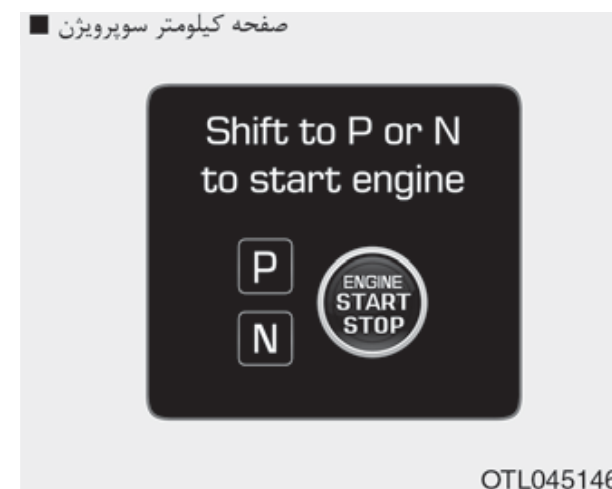 ■ صفحه کیلومتر سوپرویژن
Shift to P or N
to start engine
P
N
ENGINE
START
STOP
OTL045146